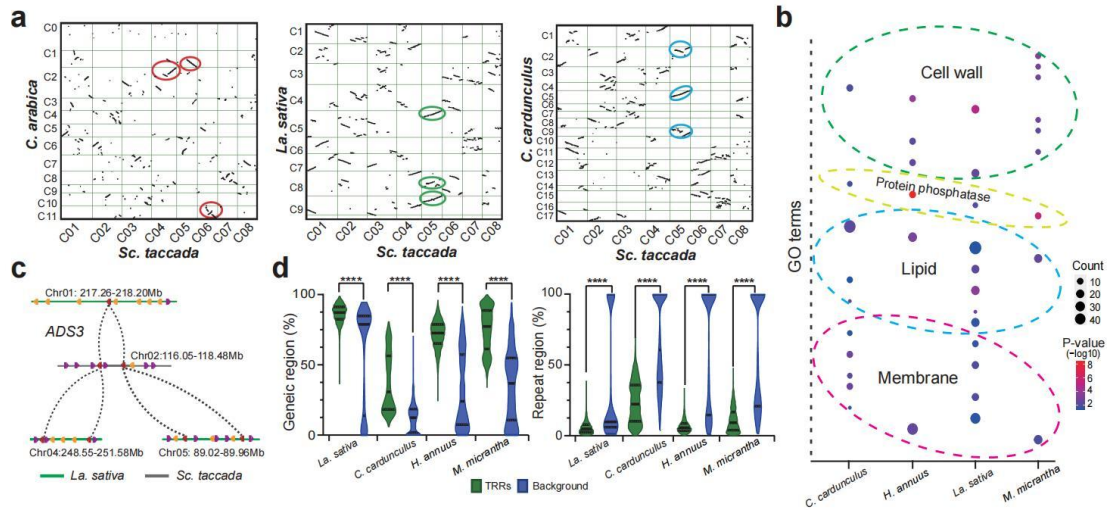 a
C. arabica
C0
C1
C2
C3
C4
C5
C6
C7
C8
C9
C10
C11
C01
C02
C03
C04
C05
C06
C07
C08
Sc. taccada
La. sativa
C1
C2
C3
C4
C5
C6
C7
C8
C9
C01
C02
C03
C04
C05
C06
C07
C08
Sc. taccada
C. cardunculus
C1
C2
C3
C4
C5
C6
C7
C8
C9
C10
C11
C12
C13
C14
C15
C16
C17
C01
C02
C03
C04
C05
C06
C07
C08
Sc. taccada
b
GO terms
Cell wall
Protein phosphatase
Lipid
Membrane
C. cardunculus
H. annuus
La. sativa
M. micrantha
Count
10
20
30
40
P-value
(−log10)
8
6
4
2
c
Chr01: 217.26-218.20Mb
ADS3
Chr02:116.05-118.48Mb
Chr04:248.55-251.58Mb
Chr05: 89.02-89.96Mb
La. sativa
Sc. taccada
d
Geneic region (%)
100
50
0
****
****
****
****
La. sativa
C. cardunculus
H. annuus
M. micrantha
Repeat region (%)
100
50
0
****
****
****
****
La. sativa
C. cardunculus
H. annuus
M. micrantha
TRRs
Background